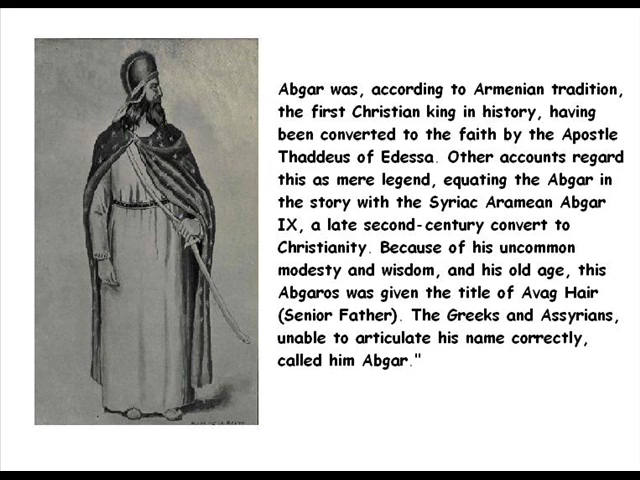 Abgar was, according to Armenian tradition,
the first Christian king in history, having
been converted to the faith by the Apostle
Thaddeus of Edessa. Other accounts regard
this as mere legend, equating the Abgar in
the story with the Syriac Aramean Abgar
IX, a late second-century convert to
Christianity. Because of his uncommon
modesty and wisdom, and his old age, this
Abgaros was given the title of Avag Hair
(Senior Father). The Greeks and Assyrians,
unable to articulate his name correctly,
called him Abgar."